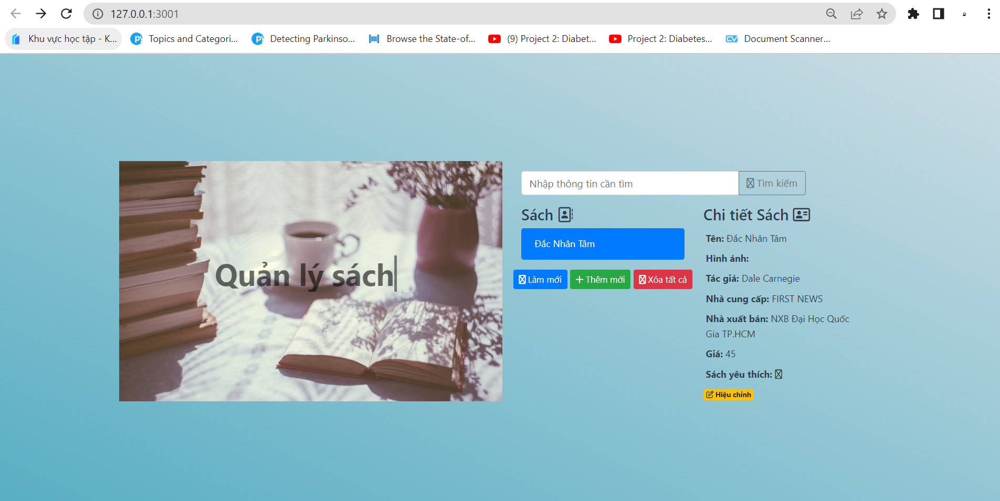 127.0.0.1:3001
Khu vực học tập - K...
Topics and Categori...
Detecting Parkinso...
Browse the State-of...
(9) Project 2: Diabet...
Project 2: Diabetes...
Document Scanner...
Quản lý sách
Nhập thông tin cần tìm
Tìm kiếm
Sách
Đắc Nhân Tâm
Làm mới
Thêm mới
Xóa tất cả
Chi tiết Sách
Tên: Đắc Nhân Tâm
Hình ảnh:
Tác giả: Dale Carnegie
Nhà cung cấp: FIRST NEWS
Nhà xuất bản: NXB Đại Học Quốc
Gia TP.HCM
Giá: 45
Sách yêu thích:
Hiệu chỉnh